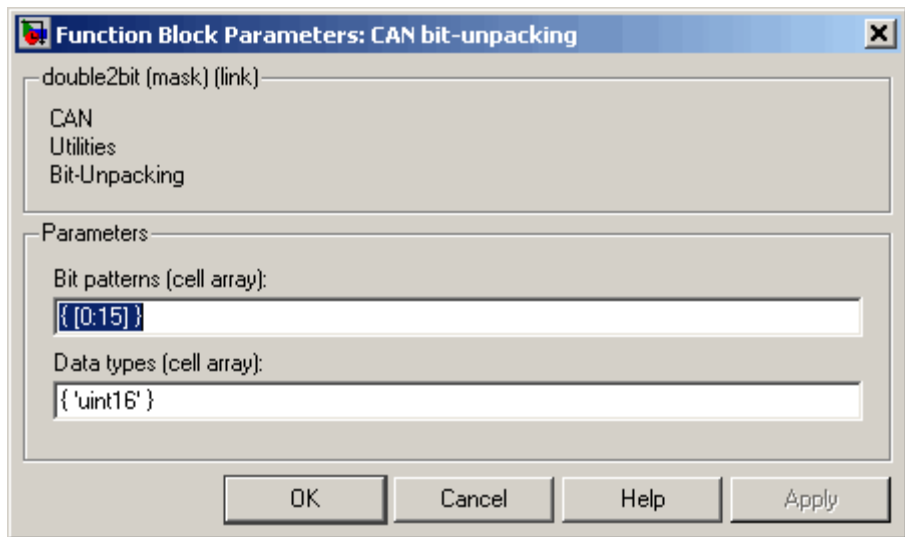 Function Block Parameters: CAN bit-unpacking
double2bit (mask) (link)
CAN
Utilities
Bit-Unpacking
Parameters
Bit patterns (cell array):
{ [0:15] }
Data types (cell array):
{ 'uint16' }
OK Cancel Help Apply